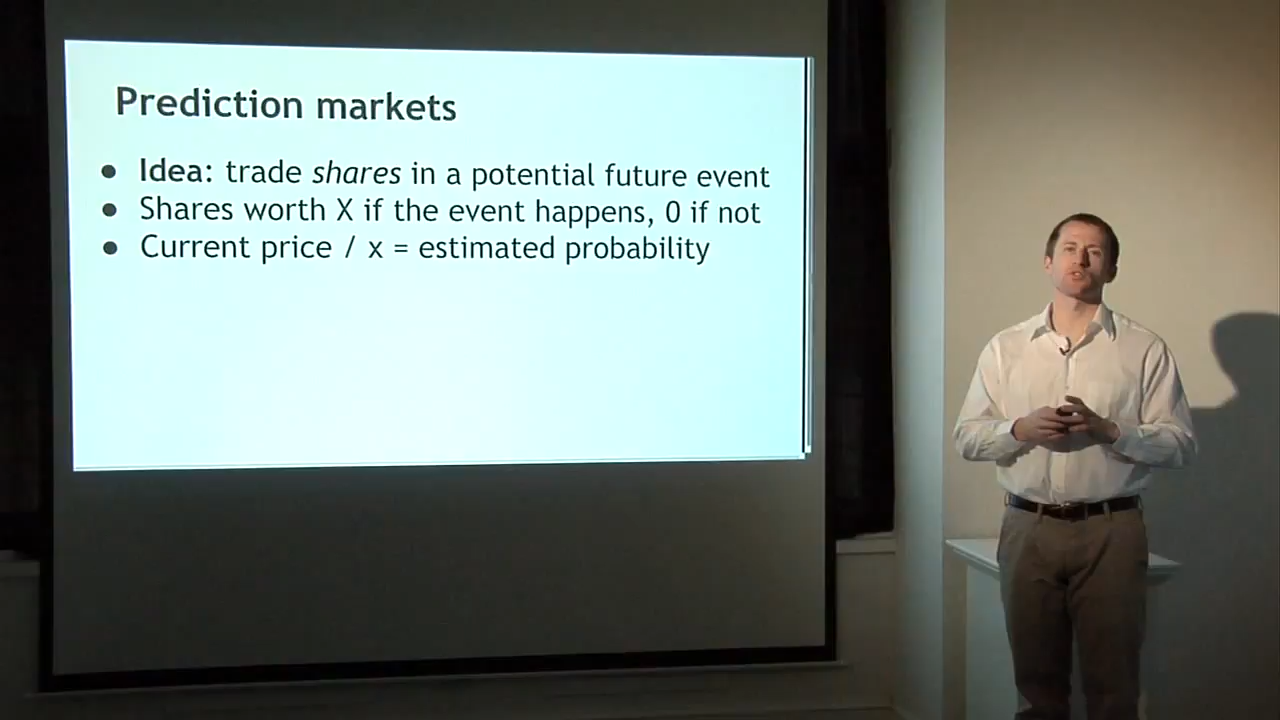 Prediction markets
● Idea: trade shares in a potential future event
● Shares worth X if the event happens, 0 if not
● Current price / x = estimated probability